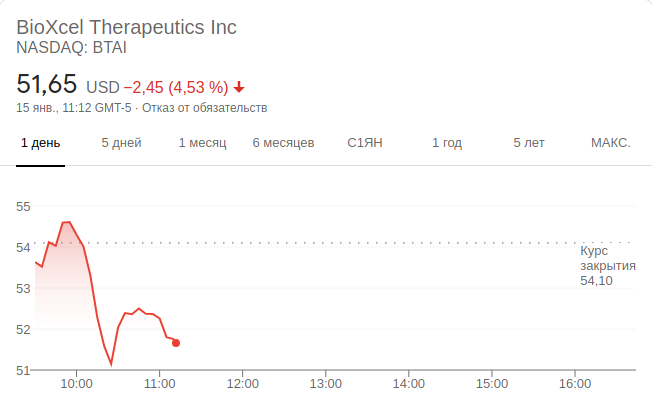 BioXcel Therapeutics Inc
NASDAQ: BTAI
51,65 USD −2,45 (4,53 %)
15 янв., 11:12 GMT-5 · Отказ от обязательств
1 день 5 дней 1 месяц 6 месяцев С1ЯН 1 год 5 лет МАКС.
55
54
Курс
закрытия
54,10
53
52
51
10:00 11:00 12:00 13:00 14:00 15:00 16:00